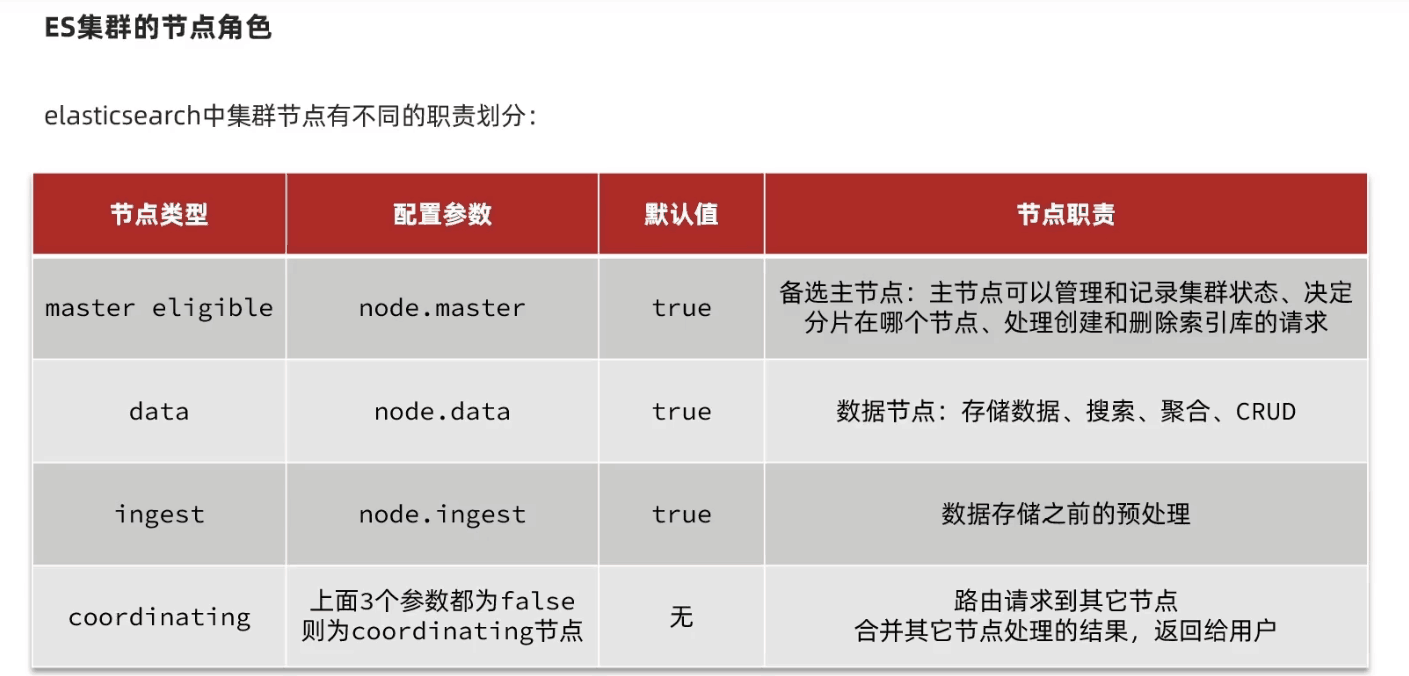 ES集群的节点角色
elasticsearch中集群节点有不同的职责划分：
节点类型 配置参数 默认值 节点职责
master eligible node.master true 备选主节点：主节点可以管理和记录集群状态、决定
分片在哪个节点、处理创建和删除索引库的请求
data node.data true 数据节点：存储数据、搜索、聚合、CRUD
ingest node.ingest true 数据存储之前的预处理
coordinating 上面3个参数都为false
则为coordinating节点 无 路由请求到其它节点
合并其它节点处理的结果，返回给用户